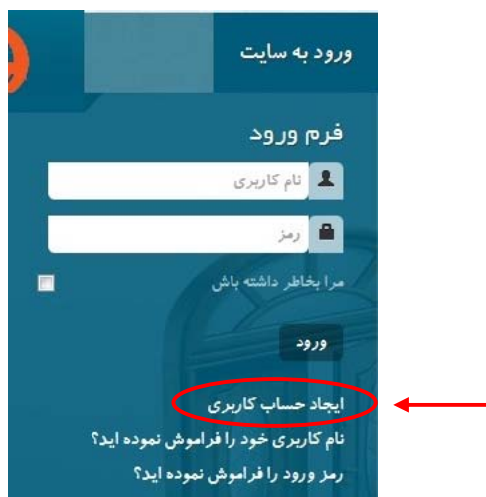 ورود به سایت
فرم ورود
نام کاربری
رمز
مرا بخاطر داشته باش
ورود
ایجاد حساب کاربری
نام کاربری خود را فراموش نموده اید؟
رمز ورود را فراموش نموده اید؟